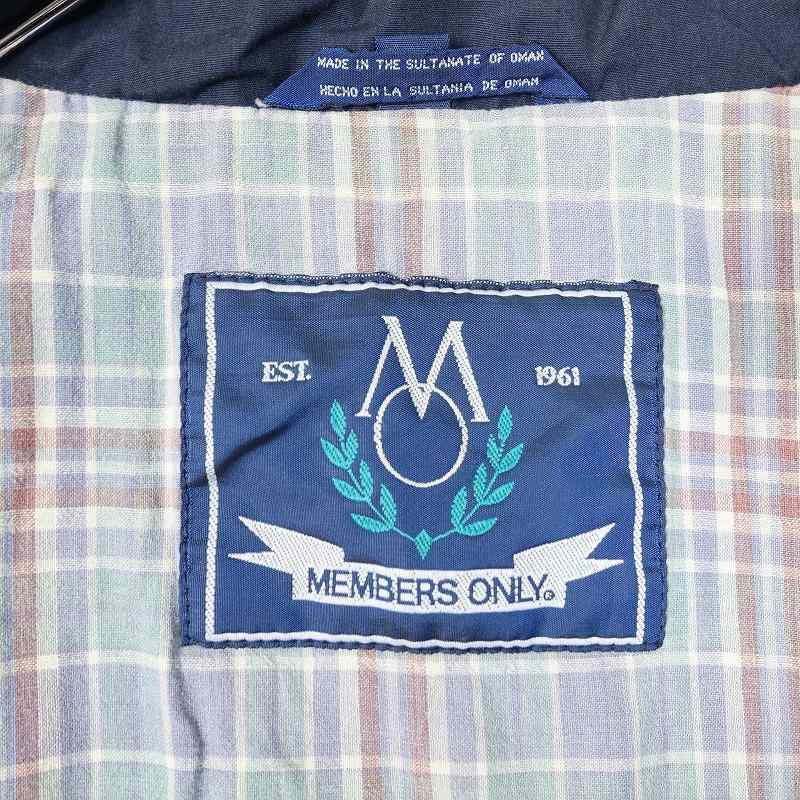 MADE IN THE SULTANATE OF OMAN
HECHO EN LA SULTANIA DE OMAN
MO
EST. 1961
MEMBERS ONLY®